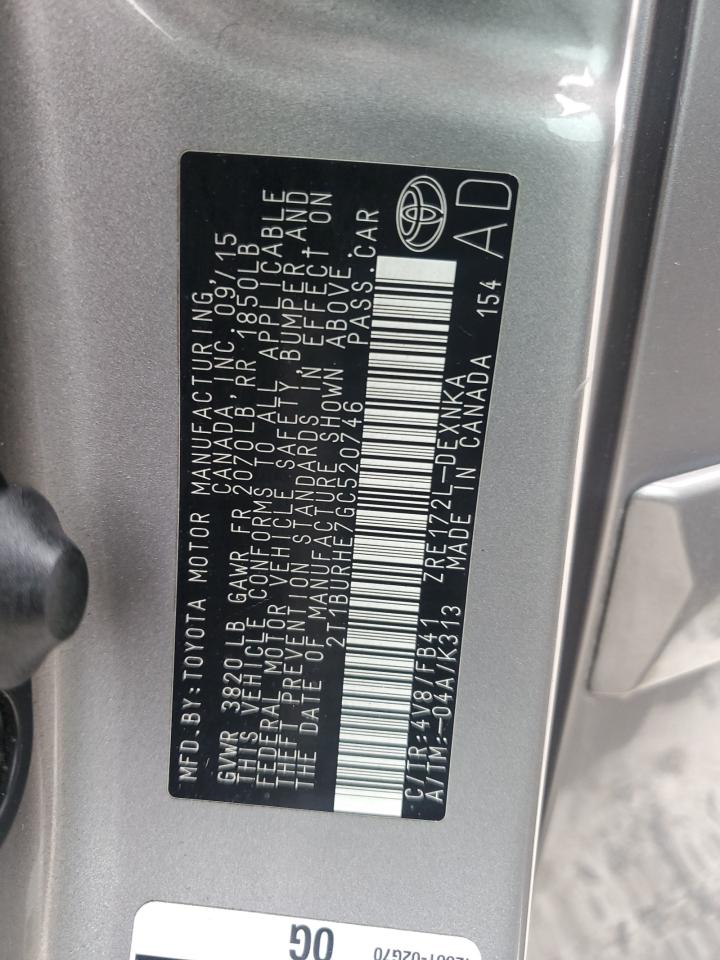 MFD.BY:TOYOTA MOTOR MANUFACTURING,
CANADA,INC.09/15
GVWR 3820LB GAWR FR 2070LB,RR 1850LB
THIS VEHICLE CONFORMS TO ALL APPLICABLE
FEDERAL MOTOR VEHICLE SAFETY,BUMPER,AND
THEFT PREVENTION STANDARDS IN EFFECT ON
THE DATE OF MANUFACTURE SHOWN ABOVE.
2T1BURHE7GC520746 PASS.CAR
C/TR:4V8/FB41 ZRE172L-DEXNKA
A/TM:-04A/K313 MADE IN CANADA 154
AD
0G
02G70